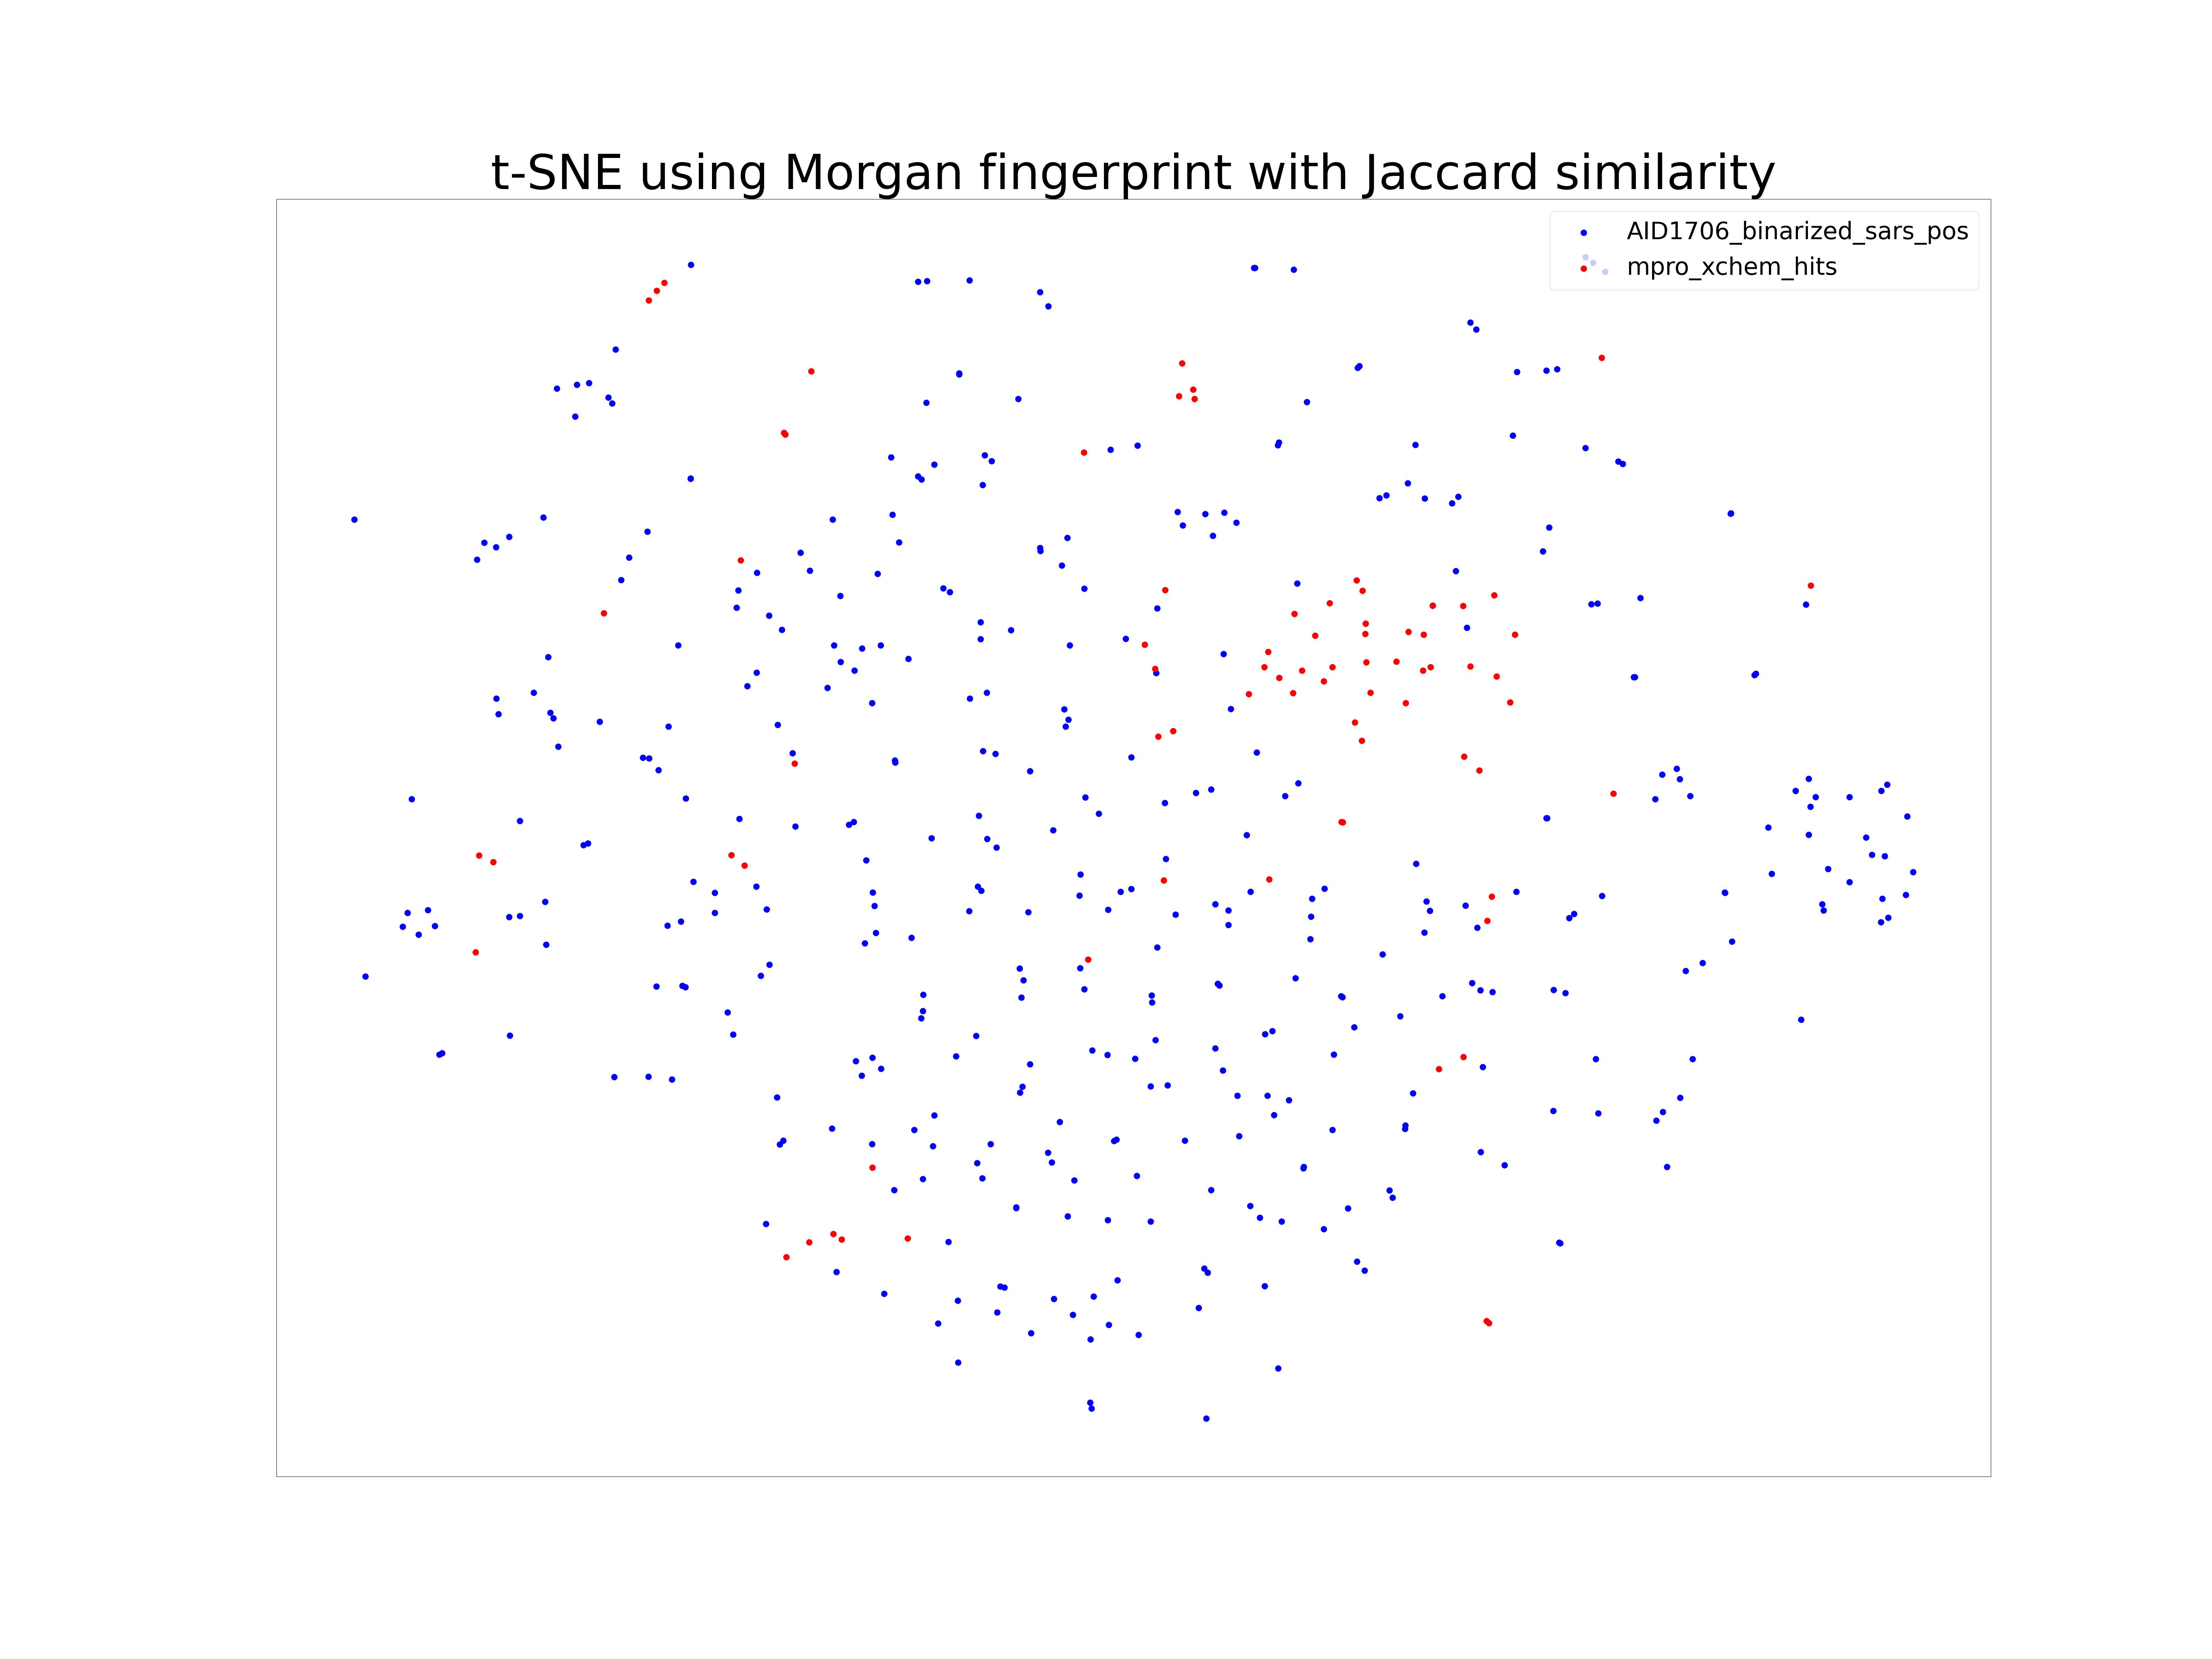 t-SNE using Morgan fingerprint with Jaccard similarity
AID1706_binarized_sars_pos
mpro_xchem_hits